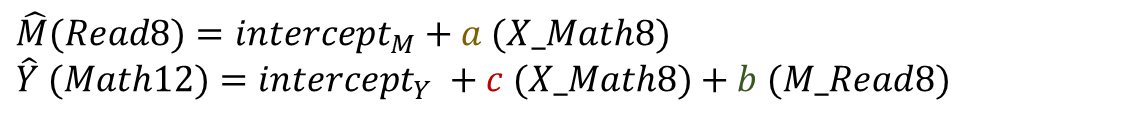 M̂(Read8) = intercept_M + a (X_Math8)
Ŷ (Math12) = intercept_Y + c (X_Math8) + b (M_Read8)